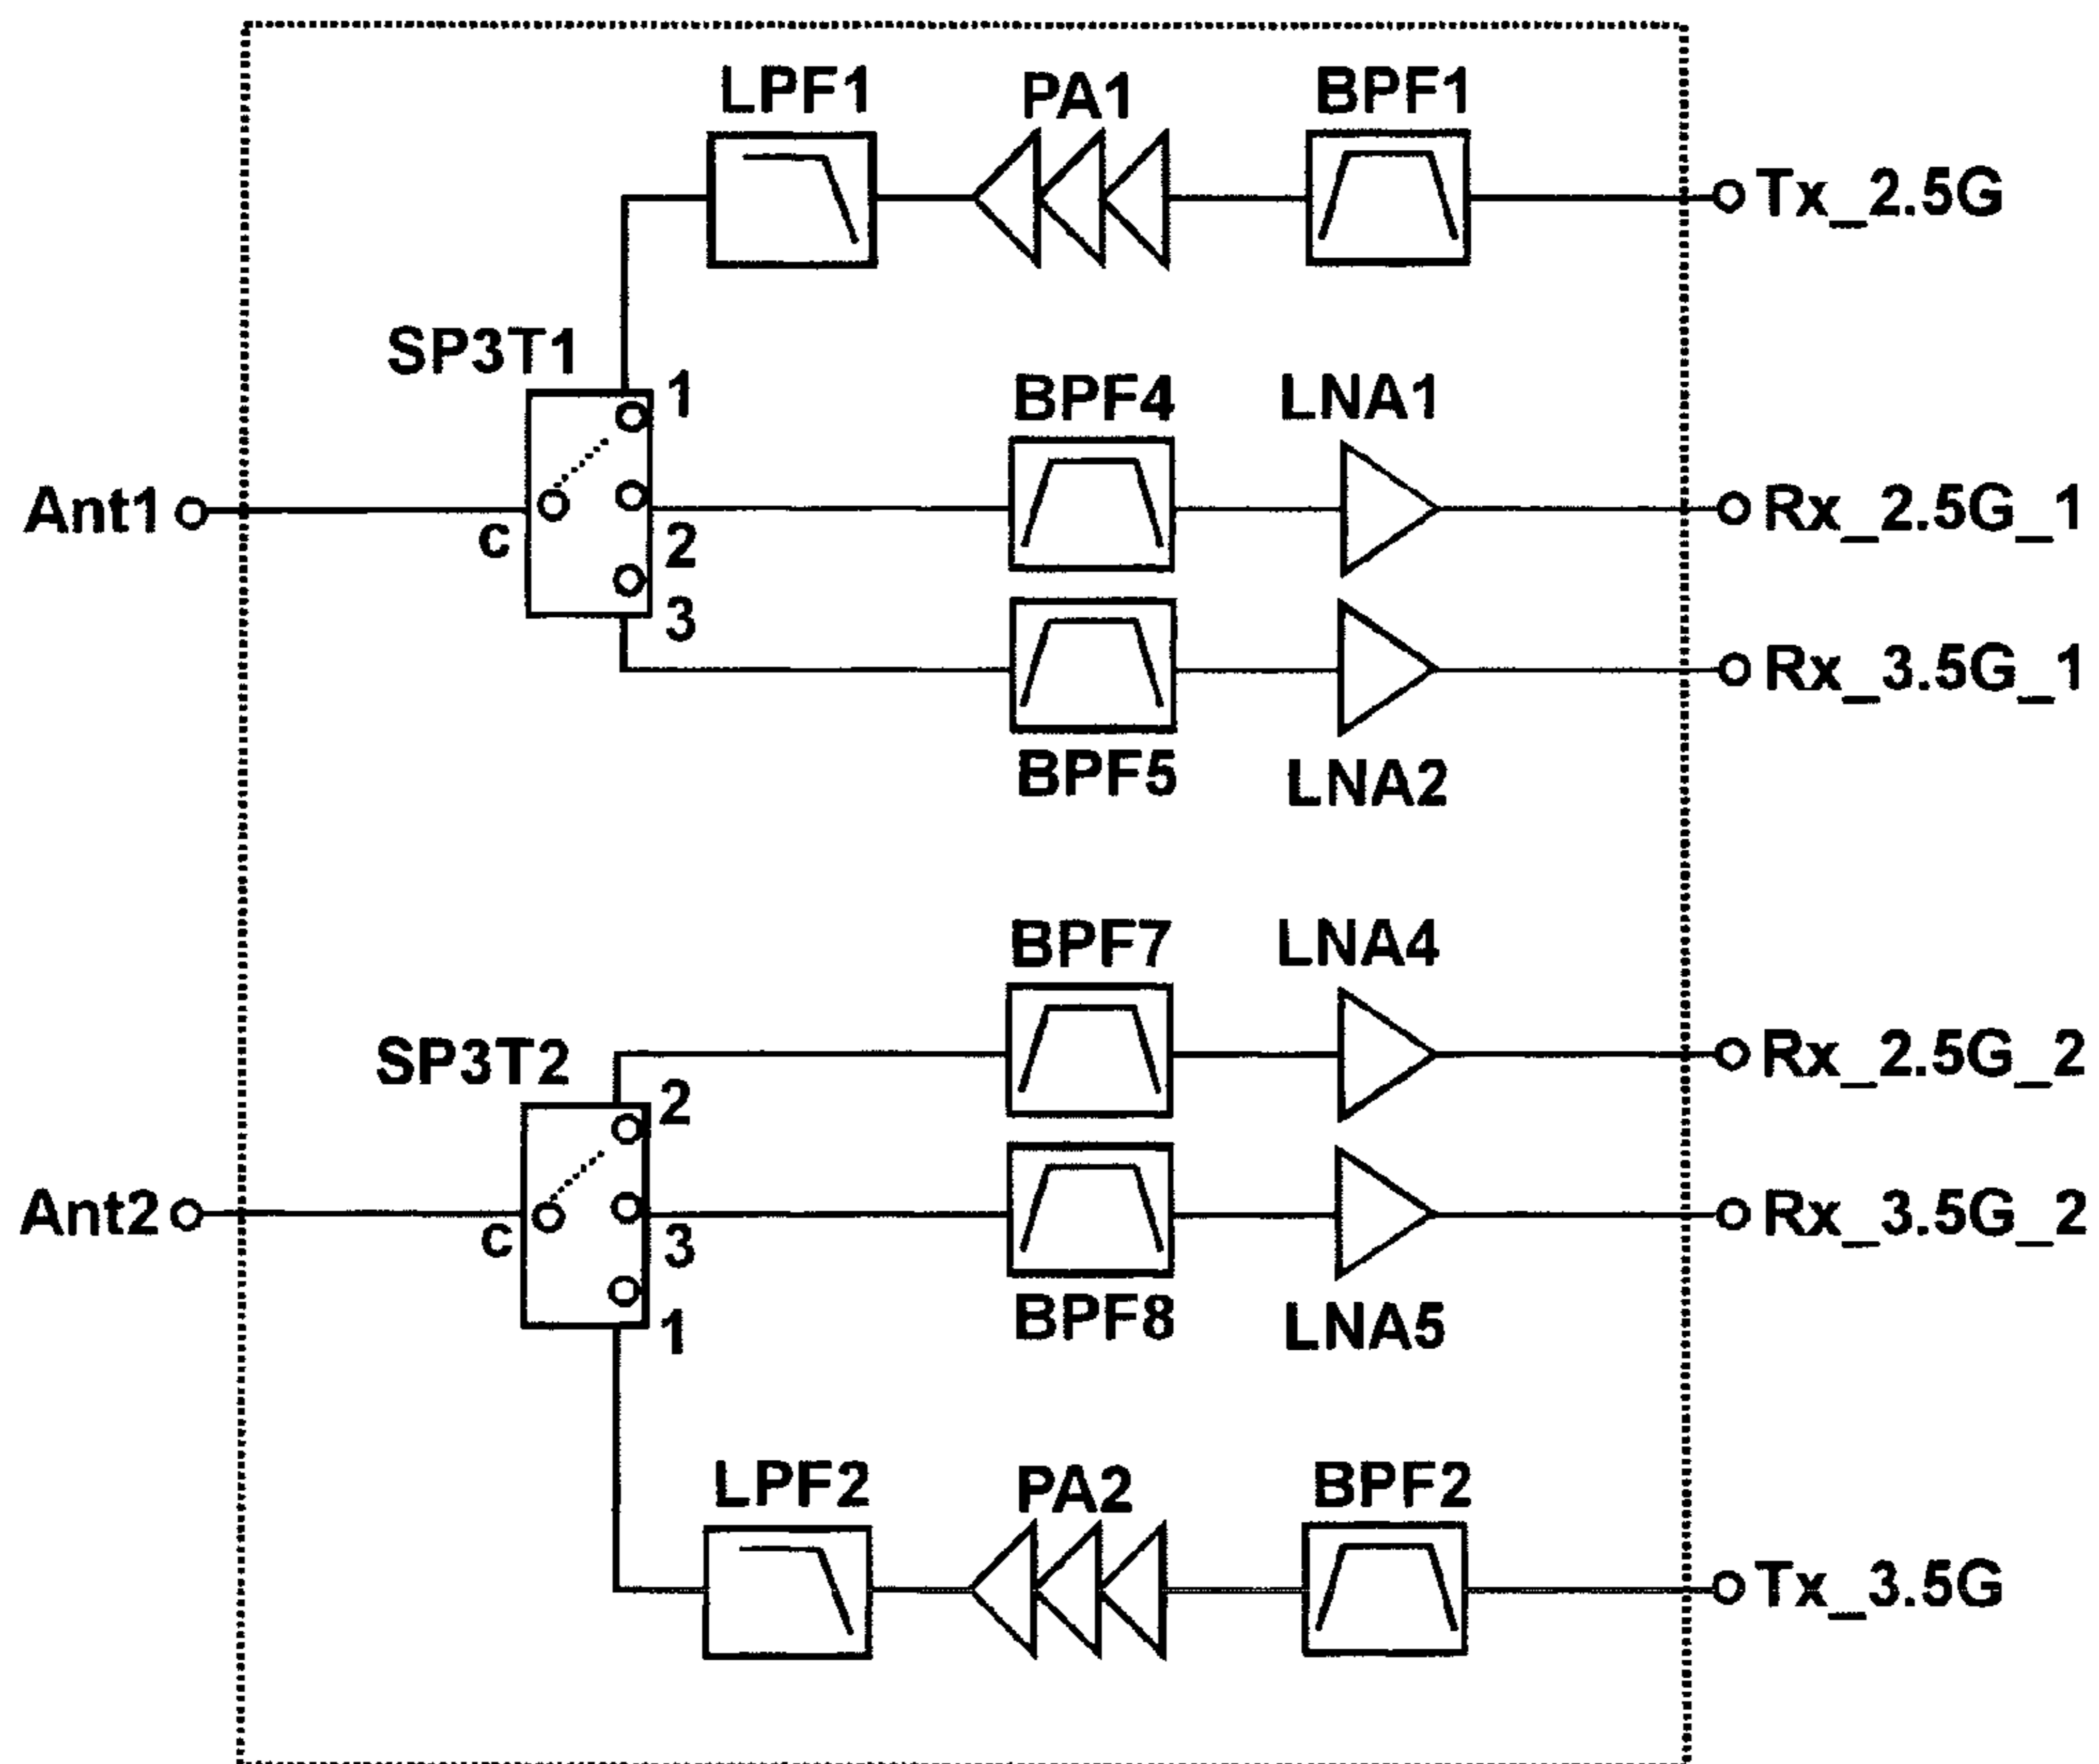 LPF1 PA1 BPF1
Tx_2.5G
SP3T1
1
BPF4 LNA1
Ant1
c
2
Rx_2.5G_1
3
Rx_3.5G_1
BPF5 LNA2
BPF7 LNA4
SP3T2
2
Rx_2.5G_2
Ant2
c
3
Rx_3.5G_2
1
BPF8 LNA5
LPF2 PA2 BPF2
Tx_3.5G